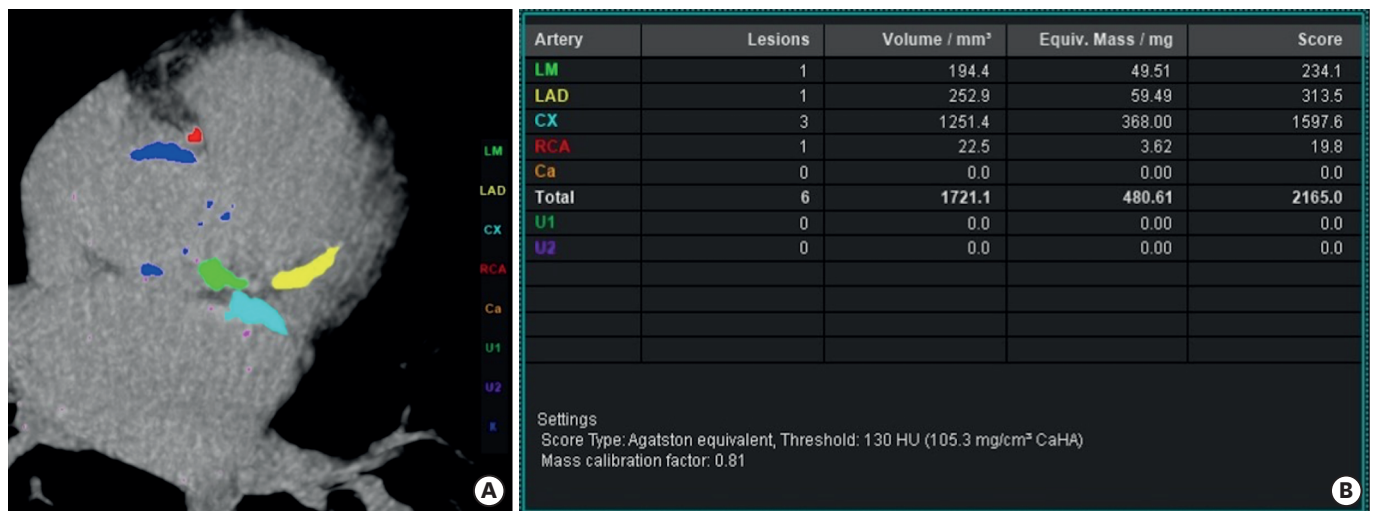 LM
LAD
CX
RCA
Ca
U1
U2
K
A
Artery Lesions Volume / mm³ Equiv. Mass / mg Score
LM 1 194.4 49.51 234.1
LAD 1 252.9 59.49 313.5
CX 3 1251.4 368.00 1597.6
RCA 1 22.5 3.62 19.8
Ca 0 0.0 0.00 0.0
Total 6 1721.1 480.61 2165.0
U1 0 0.0 0.00 0.0
U2 0 0.0 0.00 0.0
Settings
Score Type: Agatston equivalent, Threshold: 130 HU (105.3 mg/cm³ CaHA)
Mass calibration factor: 0.81
B